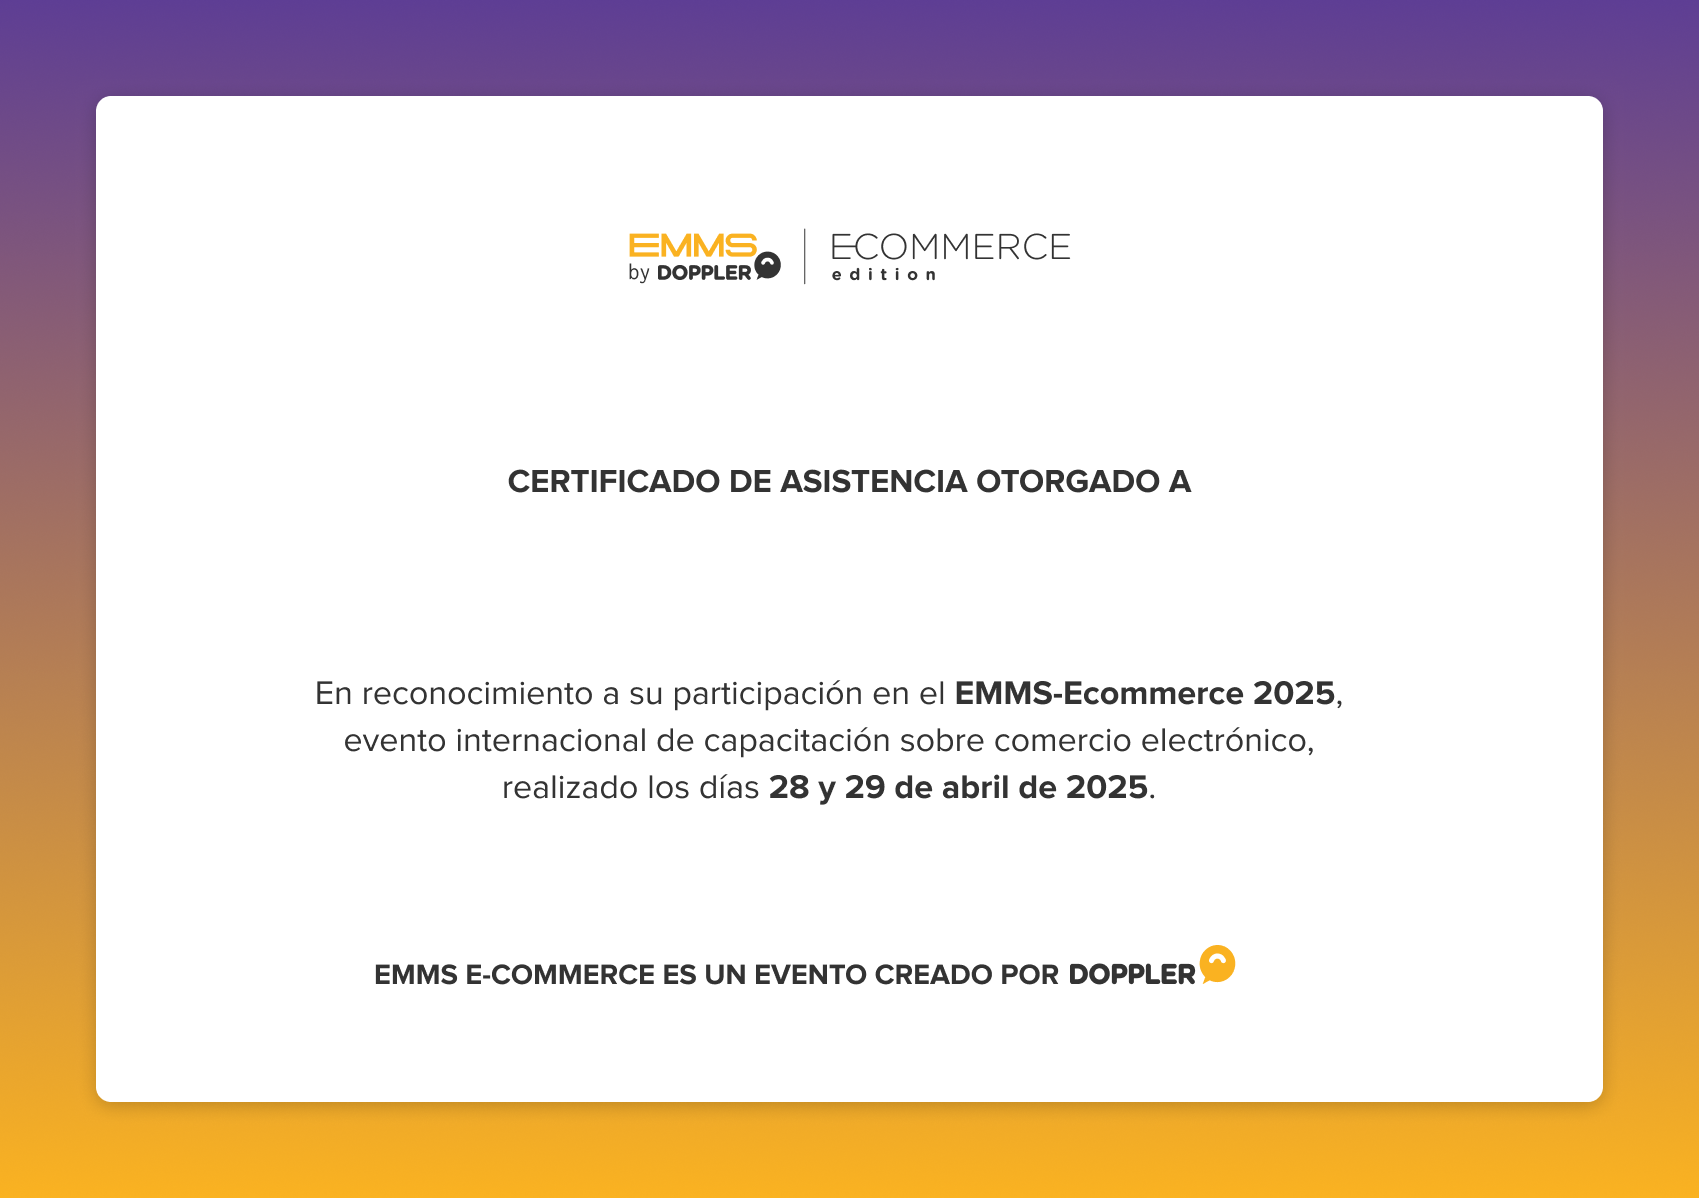 EMMS
by DOPPLER
ECOMMERCE
edition
CERTIFICADO DE ASISTENCIA OTORGADO A
En reconocimiento a su participación en el EMMS-Ecommerce 2025,
evento internacional de capacitación sobre comercio electrónico,
realizado los días 28 y 29 de abril de 2025.
EMMS E-COMMERCE ES UN EVENTO CREADO POR DOPPLER